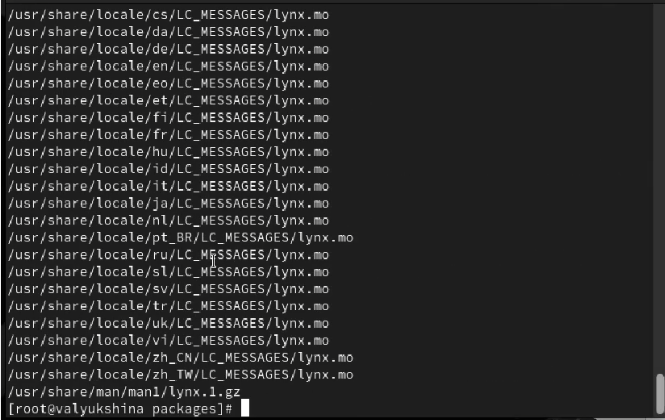 /usr/share/locale/cs/LC_MESSAGES/lynx.mo
/usr/share/locale/da/LC_MESSAGES/lynx.mo
/usr/share/locale/de/LC_MESSAGES/lynx.mo
/usr/share/locale/en/LC_MESSAGES/lynx.mo
/usr/share/locale/eo/LC_MESSAGES/lynx.mo
/usr/share/locale/et/LC_MESSAGES/lynx.mo
/usr/share/locale/fi/LC_MESSAGES/lynx.mo
/usr/share/locale/fr/LC_MESSAGES/lynx.mo
/usr/share/locale/hu/LC_MESSAGES/lynx.mo
/usr/share/locale/id/LC_MESSAGES/lynx.mo
/usr/share/locale/it/LC_MESSAGES/lynx.mo
/usr/share/locale/ja/LC_MESSAGES/lynx.mo
/usr/share/locale/nl/LC_MESSAGES/lynx.mo
/usr/share/locale/pt_BR/LC_MESSAGES/lynx.mo
/usr/share/locale/ru/LC_MESSAGES/lynx.mo
/usr/share/locale/sl/LC_MESSAGES/lynx.mo
/usr/share/locale/sv/LC_MESSAGES/lynx.mo
/usr/share/locale/tr/LC_MESSAGES/lynx.mo
/usr/share/locale/uk/LC_MESSAGES/lynx.mo
/usr/share/locale/vi/LC_MESSAGES/lynx.mo
/usr/share/locale/zh_CN/LC_MESSAGES/lynx.mo
/usr/share/locale/zh_TW/LC_MESSAGES/lynx.mo
/usr/share/man/man1/lynx.1.gz
[root@valyukshina packages]#